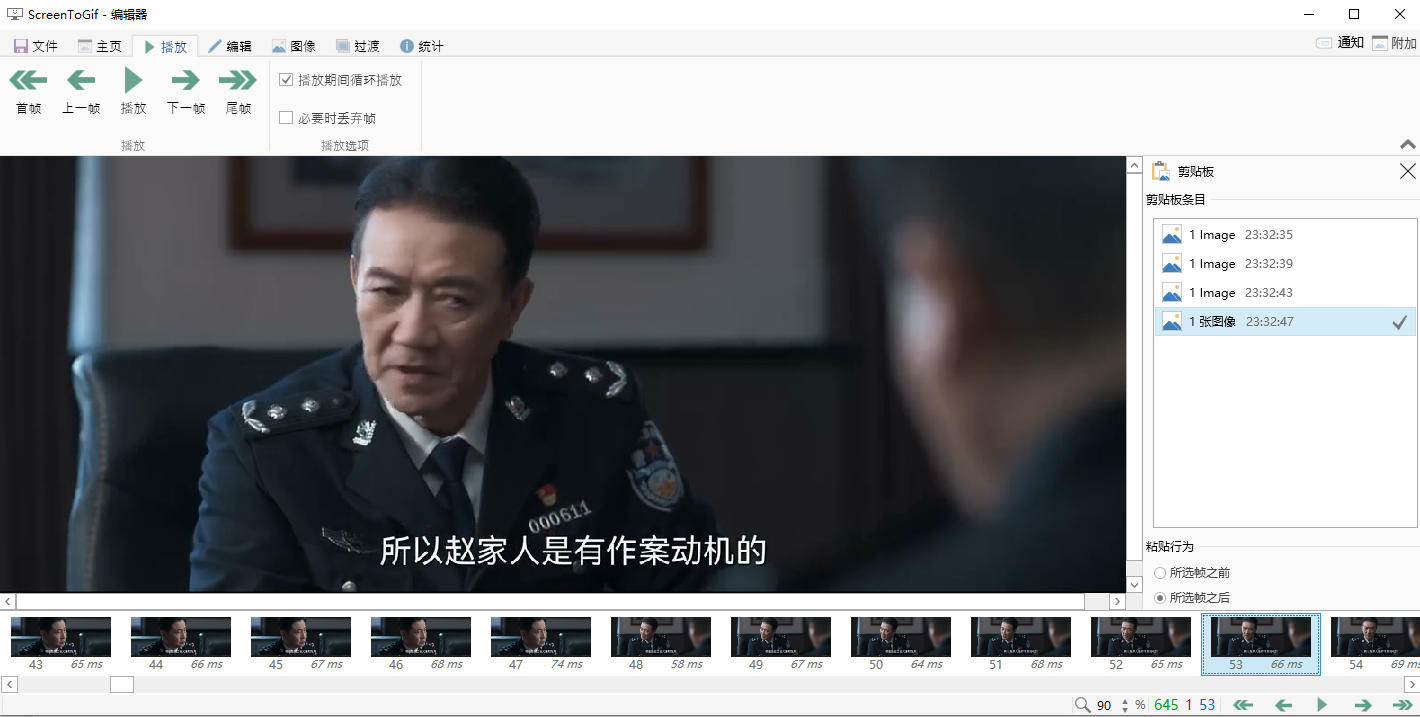 ScreenToGif - 编辑器
文件 主页 播放 编辑 图像 过渡 统计 通知 附加
首帧 上一帧 播放 下一帧 尾帧
播放期间循环播放
必要时丢弃帧
播放 播放选项
剪贴板
剪贴板条目
1 Image 23:32:35
1 Image 23:32:39
1 Image 23:32:43
1 张图像 23:32:47
000611
所以赵家人是有作案动机的
粘贴行为
所选帧之前
所选帧之后
43 65 ms 44 66 ms 45 67 ms 46 68 ms 47 74 ms 48 58 ms 49 67 ms 50 64 ms 51 68 ms 52 65 ms 53 66 ms 54 69 ms
90 % 645 1 53